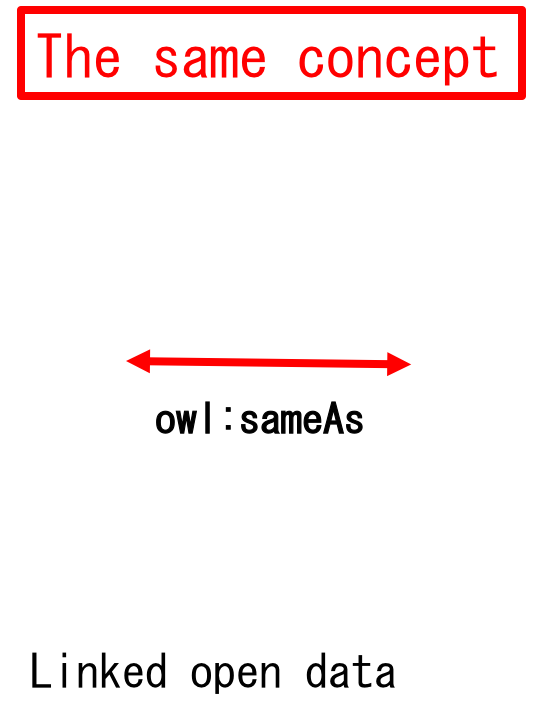 The same concept
owl:sameAs
Linked open data